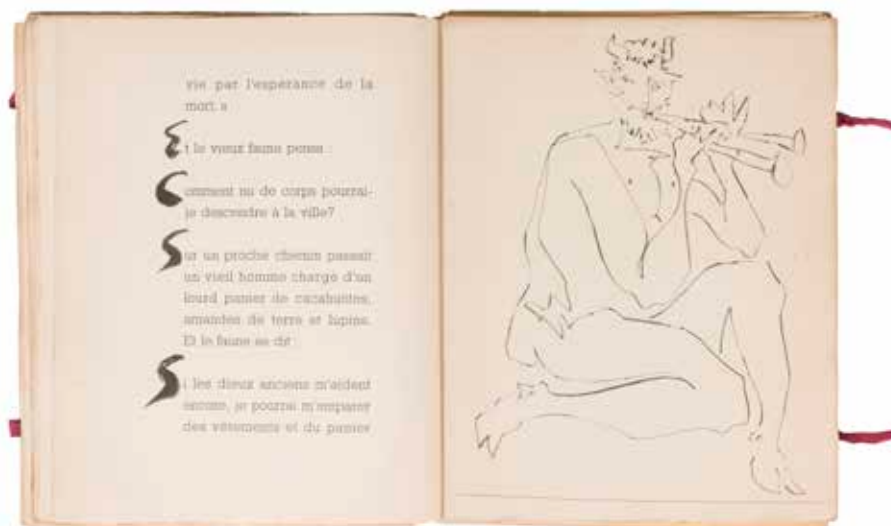 vie par l'espérance de la
mort. »
Et le vieux faune pensa :
Comment nu de corps pourrai-
je descendre à la ville?
Sur un proche chemin passait
un vieil homme chargé d'un
lourd panier de cacahuètes,
amandes de terre et lupins.
Et le faune se dit :
Si les dieux anciens m'aident
encore, je pourrai m'emparer
des vêtements et du panier